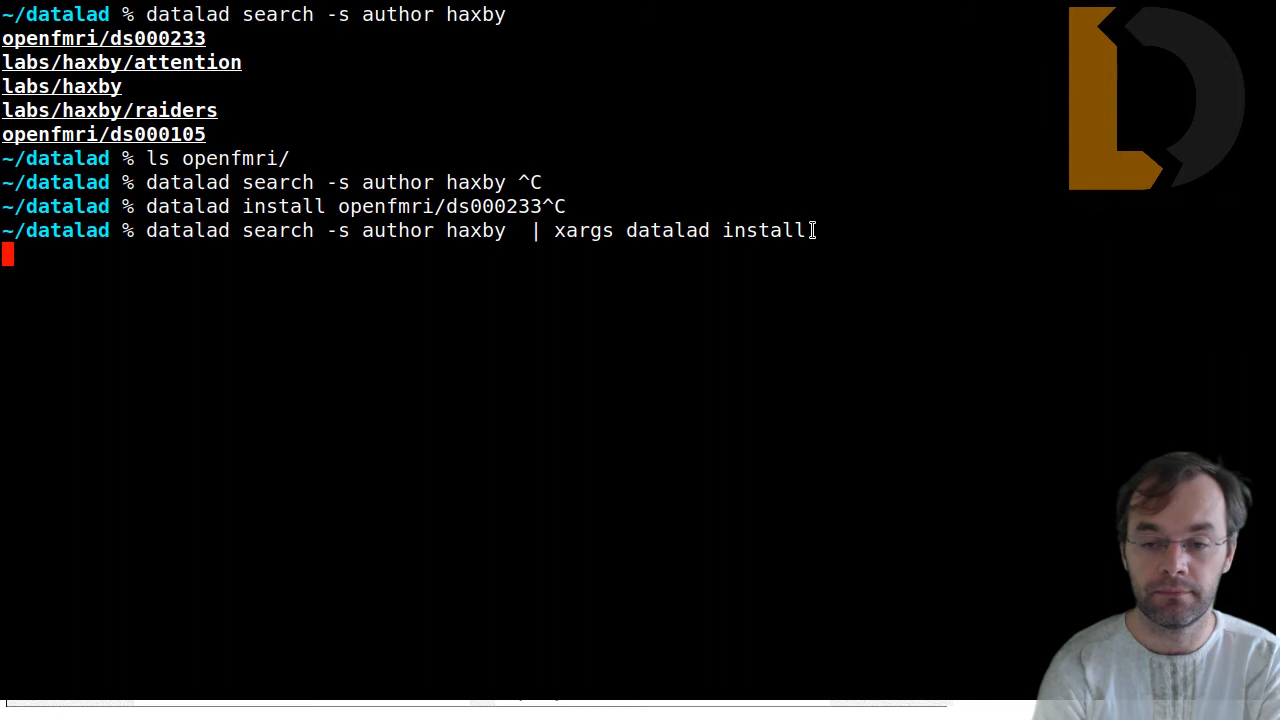 ~/datalad % datalad search -s author haxby
openfmri/ds000233
labs/haxby/attention
labs/haxby
labs/haxby/raiders
openfmri/ds000105
~/datalad % ls openfmri/
~/datalad % datalad search -s author haxby ^C
~/datalad % datalad install openfmri/ds000233^C
~/datalad % datalad search -s author haxby  | xargs datalad install